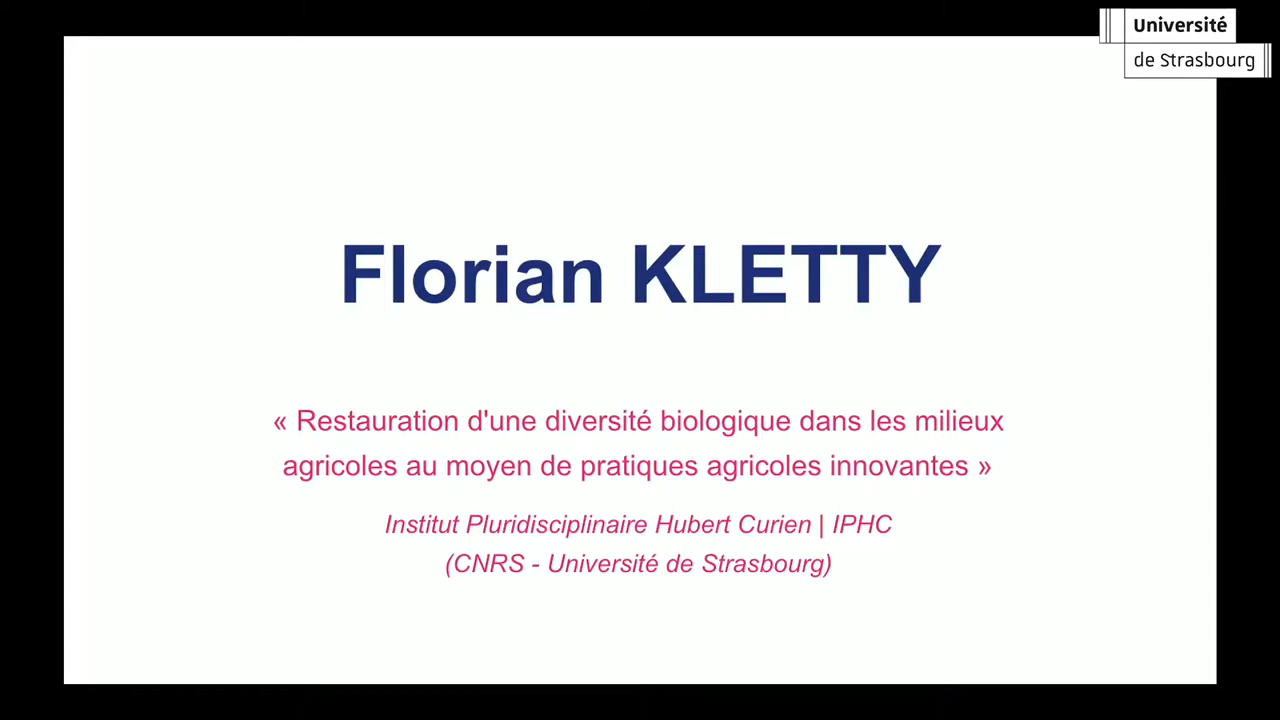 Université
de Strasbourg
Florian KLETTY
« Restauration d'une diversité biologique dans les milieux
agricoles au moyen de pratiques agricoles innovantes »
Institut Pluridisciplinaire Hubert Curien | IPHC
(CNRS - Université de Strasbourg)